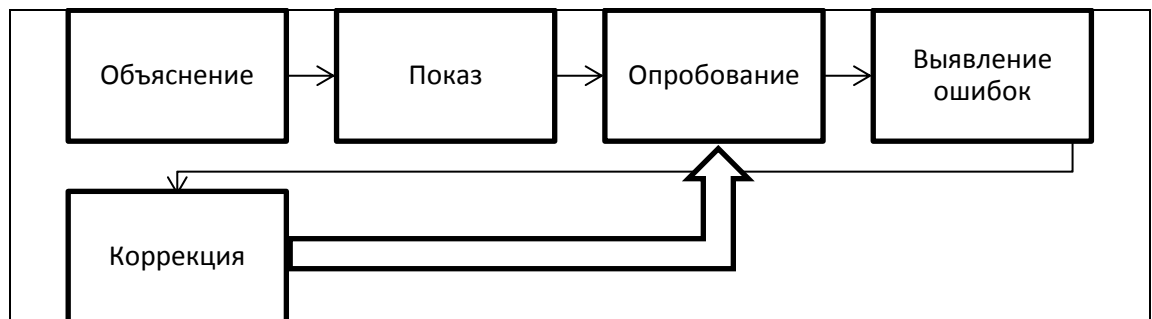 Объяснение
Показ
Опробование
Выявление
ошибок
Коррекция